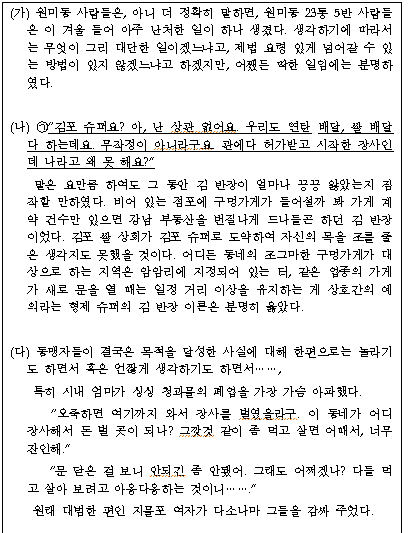 (가) 원미동 사람들은, 아니 더 정확히 말하면, 원미동 23통 5반 사람들
은 이 겨울 들어 아주 난처한 일이 하나 생겼다. 생각하기에 따라서
는 무엇이 그리 대단한 일이겠느냐고, 제법 요령 있게 넘어갈 수 있
는 방법이 있지 않겠느냐고 하겠지만, 어쨌든 딱한 일임에는 분명하
였다.
(나) ㉠"김포 슈퍼요? 아, 난 상관 없어요. 우리도 연탄 배달, 쌀 배달
다 하는데요. 무작정이 아니라구요. 관에다 허가받고 시작한 장사인
데 나라고 왜 못 해요?"
말은 요만큼 하여도 그 동안 김 반장이 얼마나 끙끙 앓았는지 짐
작할 만하였다. 비어 있는 점포에 구멍가게가 들어설까 봐 가게 계
약 건수만 있으면 강남 부동산을 번질나게 드나들곤 하던 김 반장
이었다. 김포 쌀 상회가 김포 슈퍼로 도약하여 자신의 목을 조를 줄
은 생각지도 못했을 것이다. 어디든 동네의 조그마한 구멍가게가 대
상으로 하는 지역은 암암리에 지정되어 있는 터, 같은 업종의 가게
가 새로 문을 열 때는 일정 거리 이상을 유지하는 게 상호간의 예
의라는 형제 슈퍼의 김 반장 이론은 분명히 옳았다.
(다) 동맹자들이 결국은 목적을 달성한 사실에 대해 한편으로는 놀라기
도 하면서 혹은 언짢게 생각하기도 하면서……,
특히 시내 엄마가 싱싱 청과물의 폐업을 가장 가슴 아파했다.
"오죽하면 여기까지 와서 장사를 벌였을라구. 이 동네가 어디
장사해서 돈 벌 곳이 되나? 그깟것 같이 좀 먹고 살면 어때서, 너무
잔인해."
"문 닫은 걸 보니 안되긴 좀 안됐어. 그래도 어쩌겠나? 다들 먹
고 살아 보려고 아옹다옹하는 것이니……."
원래 대범한 편인 지물포 여자가 다소나마 그들을 감싸 주었다.